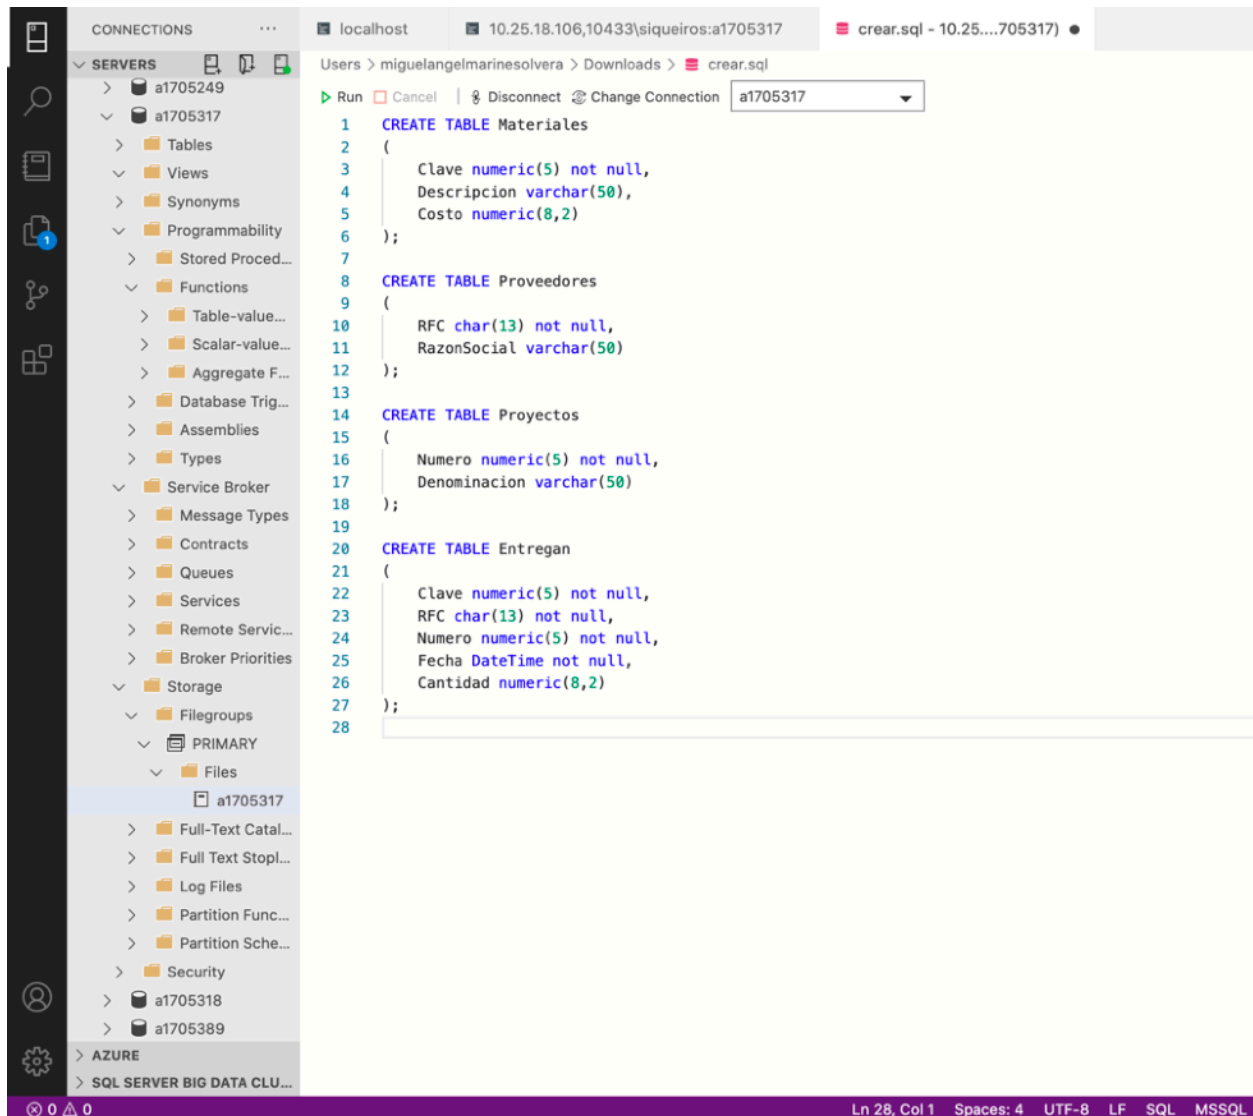 CONNECTIONS ...
localhost
10.25.18.106,10433\siqueiros:a1705317
crear.sql - 10.25....705317)
SERVERS
a1705249
a1705317
Tables
Views
Synonyms
Programmability
Stored Proced...
Functions
Table-value...
Scalar-value...
Aggregate F...
Database Trig...
Assemblies
Types
Service Broker
Message Types
Contracts
Queues
Services
Remote Servic...
Broker Priorities
Storage
Filegroups
PRIMARY
Files
a1705317
Full-Text Catal...
Full Text Stopl...
Log Files
Partition Func...
Partition Sche...
Security
a1705318
a1705389
AZURE
SQL SERVER BIG DATA CLU...
1
Users > miguelangelmarinesolvera > Downloads > crear.sql
Run Cancel | Disconnect Change Connection a1705317
1 CREATE TABLE Materiales
2 (
3 Clave numeric(5) not null,
4 Descripcion varchar(50),
5 Costo numeric(8,2)
6 );
7
8 CREATE TABLE Proveedores
9 (
10 RFC char(13) not null,
11 RazonSocial varchar(50)
12 );
13
14 CREATE TABLE Proyectos
15 (
16 Numero numeric(5) not null,
17 Denominacion varchar(50)
18 );
19
20 CREATE TABLE Entregan
21 (
22 Clave numeric(5) not null,
23 RFC char(13) not null,
24 Numero numeric(5) not null,
25 Fecha DateTime not null,
26 Cantidad numeric(8,2)
27 );
28
0 0
Ln 28, Col 1 Spaces: 4 UTF-8 LF SQL MSSQL